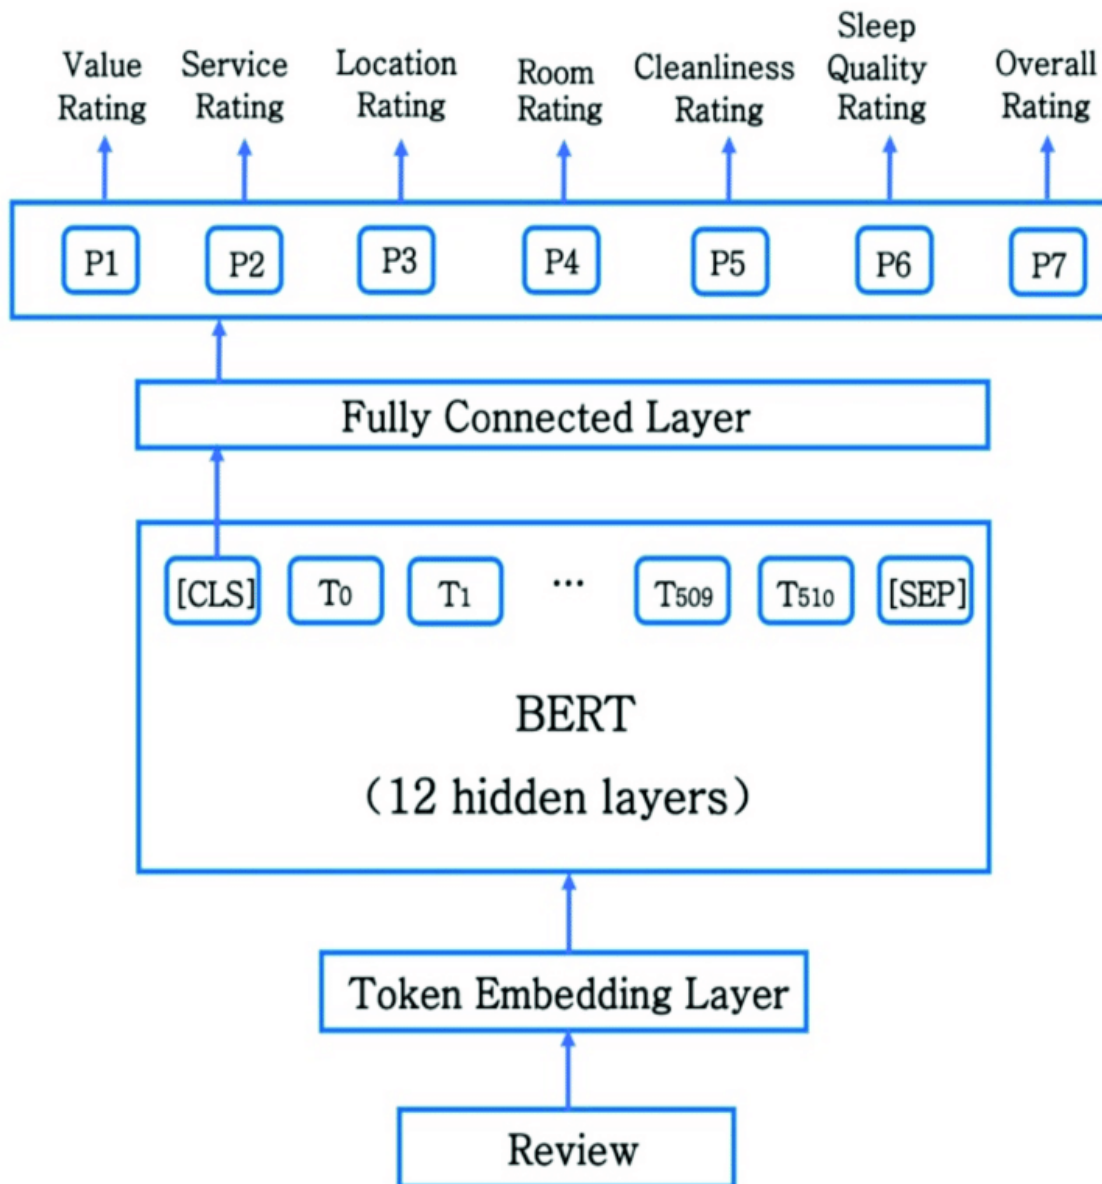 Value
Rating
Service
Rating
Location
Rating
Room
Rating
Cleanliness
Rating
Sleep
Quality
Rating
Overall
Rating
P1
P2
P3
P4
P5
P6
P7
Fully Connected Layer
[CLS]
T0
T1
...
T509
T510
[SEP]
BERT
(12 hidden layers)
Token Embedding Layer
Review